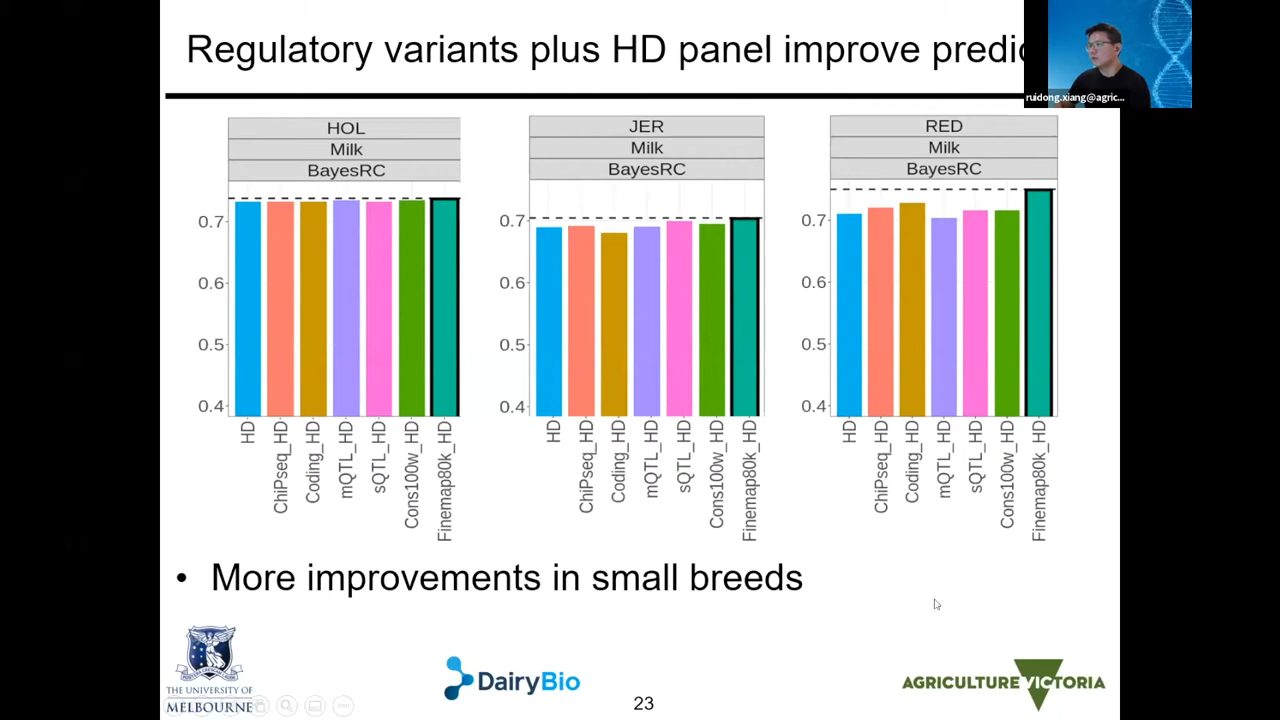 Regulatory variants plus HD panel improve predic
ruidong.xiang@agric...
HOL
Milk
BayesRC
0.7
0.6
0.5
0.4
HD
ChiPseq_HD
Coding_HD
mQTL_HD
sQTL_HD
Cons100w_HD
Finemap80k_HD
JER
Milk
BayesRC
0.7
0.6
0.5
0.4
HD
ChiPseq_HD
Coding_HD
mQTL_HD
sQTL_HD
Cons100w_HD
Finemap80k_HD
RED
Milk
BayesRC
0.7
0.6
0.5
0.4
HD
ChiPseq_HD
Coding_HD
mQTL_HD
sQTL_HD
Cons100w_HD
Finemap80k_HD
• More improvements in small breeds
THE UNIVERSITY OF
MELBOURNE
DairyBio
23
AGRICULTURE VICTORIA